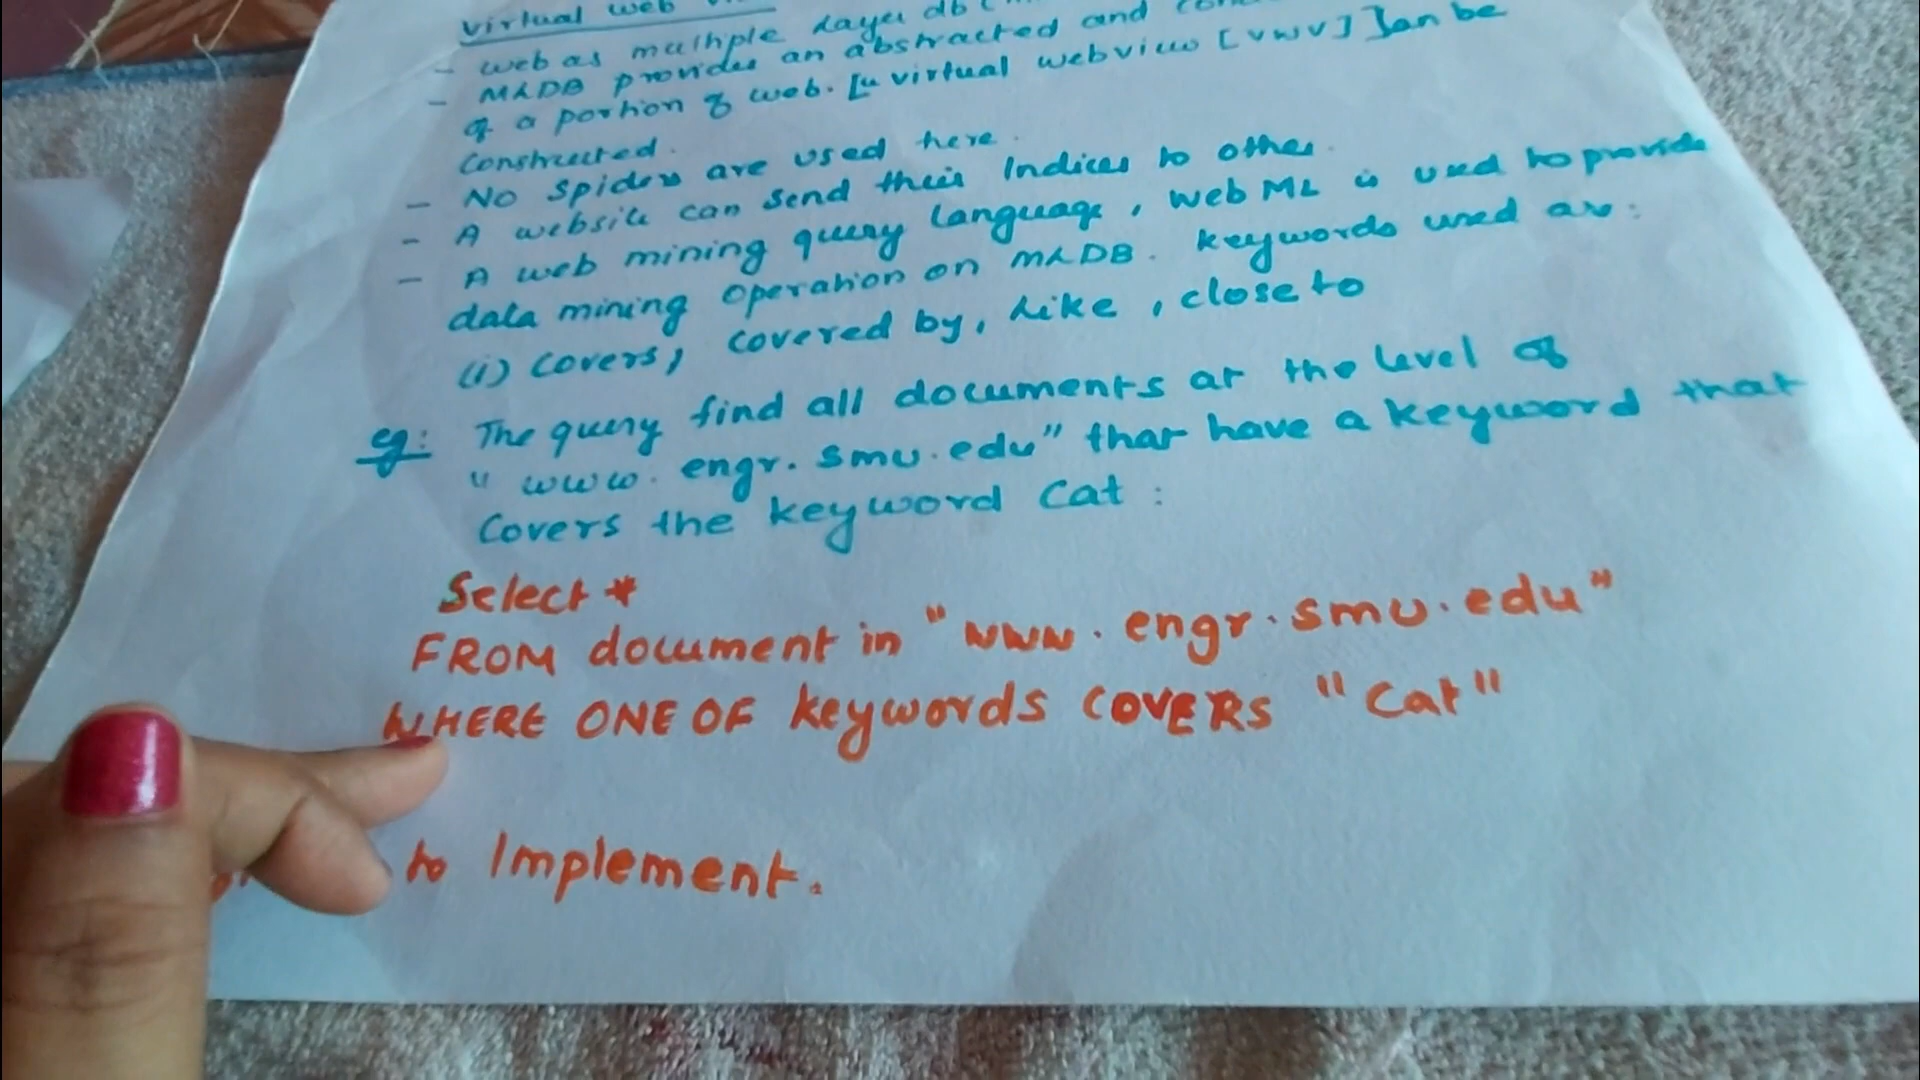 virtual web
- web as multiple layer db
- MLDB provides an abstracted and
of a portion of web. [a virtual webview [VWV] ]an be
Constructed.
- No spiders are used here.
- A website can send their Indices to other.
- A web mining query language, web ML is used to provide
data mining operation on MLDB. keywords used are:
(i) covers, covered by, Like, close to
eg: The query find all documents at the level of
"www.engr.smu.edu" that have a keyword that
Covers the keyword Cat:
Select *
FROM document in "www.engr.smu.edu"
WHERE ONE OF keywords COVERS "Cat"
to Implement.